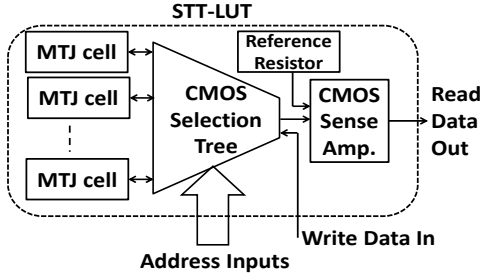 STT-LUT
MTJ cell
MTJ cell
MTJ cell
CMOS
Selection
Tree
Reference
Resistor
CMOS
Sense
Amp.
Read
Data
Out
Write Data In
Address Inputs